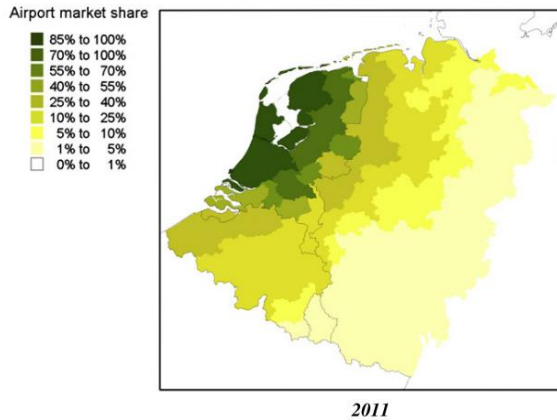 Airport market share
85% to 100%
70% to 100%
55% to 70%
40% to 55%
25% to 40%
10% to 25%
5% to 10%
1% to 5%
0% to 1%
2011